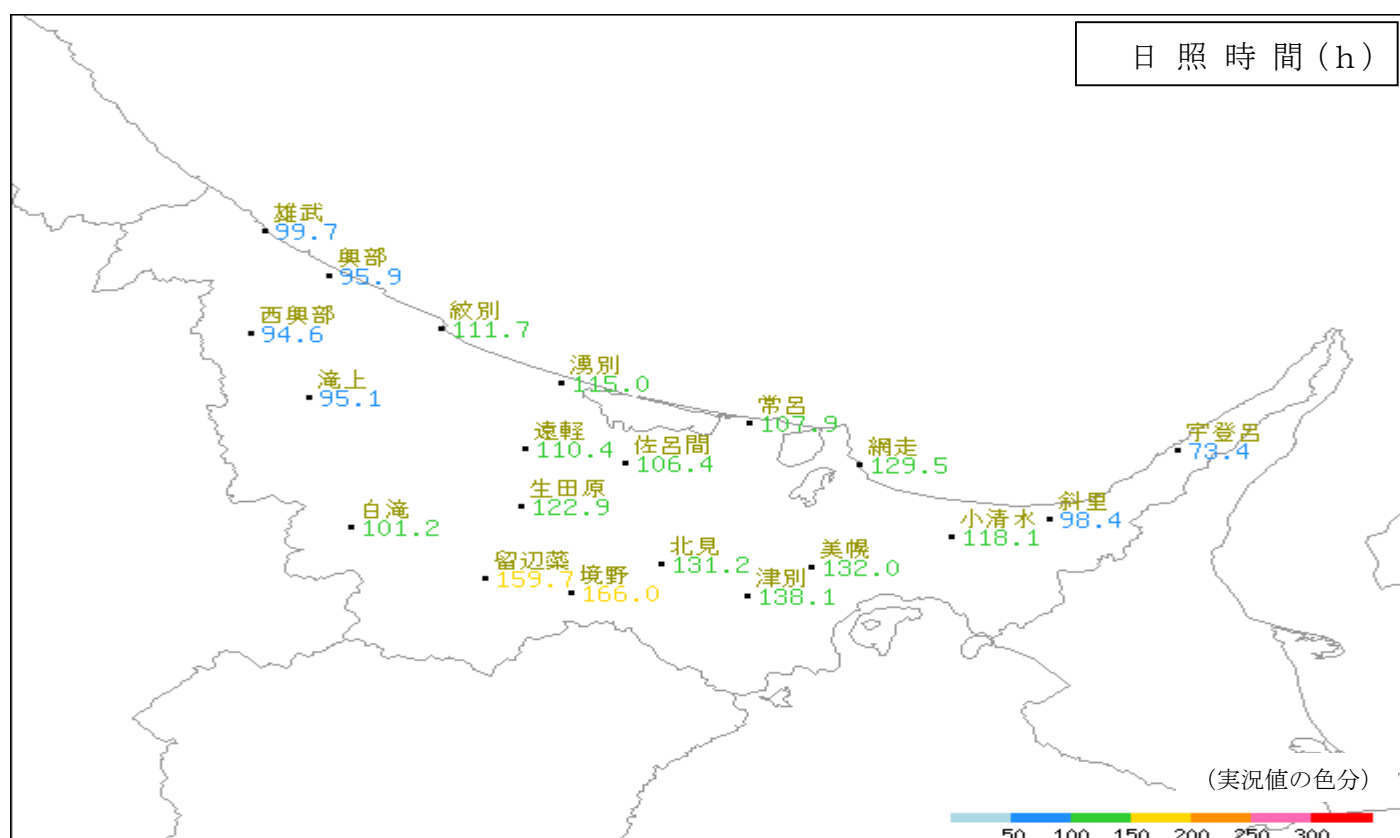 日照時間(h)
雄武
99.7
興部
95.9
西興部
94.6
紋別
111.7
滝上
95.1
湧別
115.0
常呂
107.9
遠軽
110.4
佐呂間
106.4
網走
129.5
宇登呂
73.4
生田原
122.9
白滝
101.2
斜里
98.4
小清水
118.1
留辺蘂
159.7
境野
166.0
北見
131.2
津別
138.1
美幌
132.0
(実況値の色分)
50 100 150 200 250 300